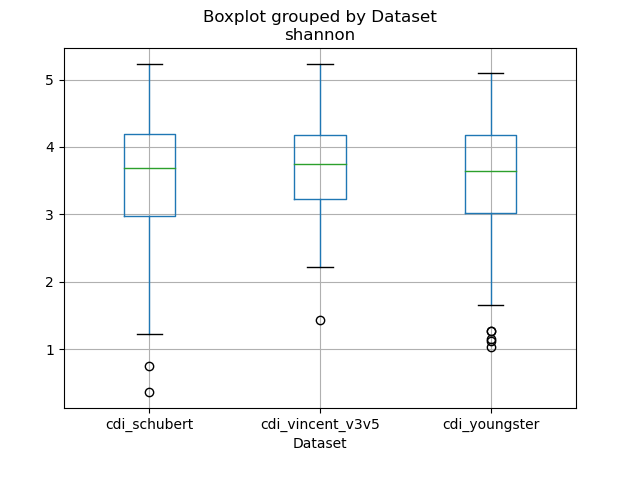 Boxplot grouped by Dataset
shannon
5
4
3
2
1
cdi_schubert cdi_vincent_v3v5 cdi_youngster
Dataset